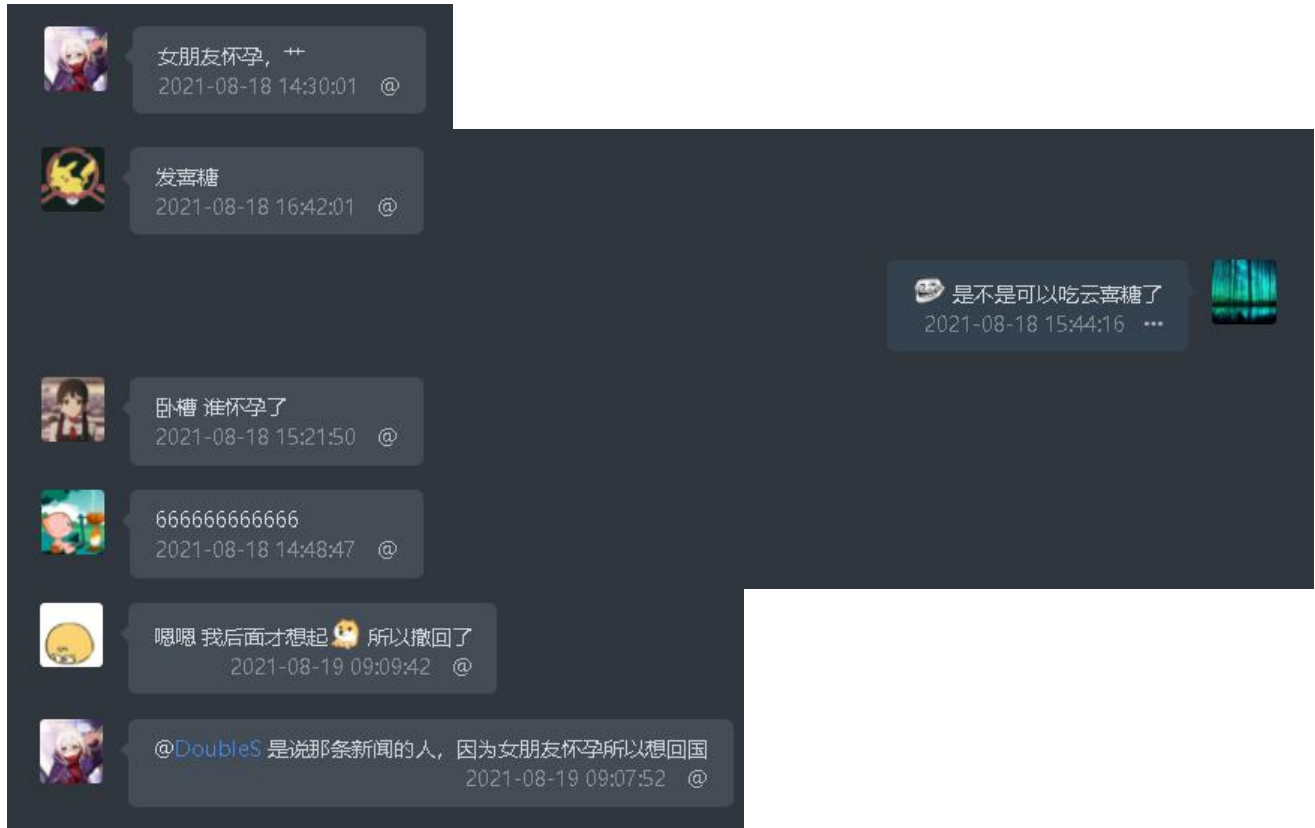 女朋友怀孕，艹
2021-08-18 14:30:01 @
发喜糖
2021-08-18 16:42:01 @
是不是可以吃云喜糖了
2021-08-18 15:44:16 •••
卧槽 谁怀孕了
2021-08-18 15:21:50 @
666666666666
2021-08-18 14:48:47 @
嗯嗯 我后面才想起 所以撤回了
2021-08-19 09:09:42 @
@DoubleS 是说那条新闻的人，因为女朋友怀孕所以想回国
2021-08-19 09:07:52 @